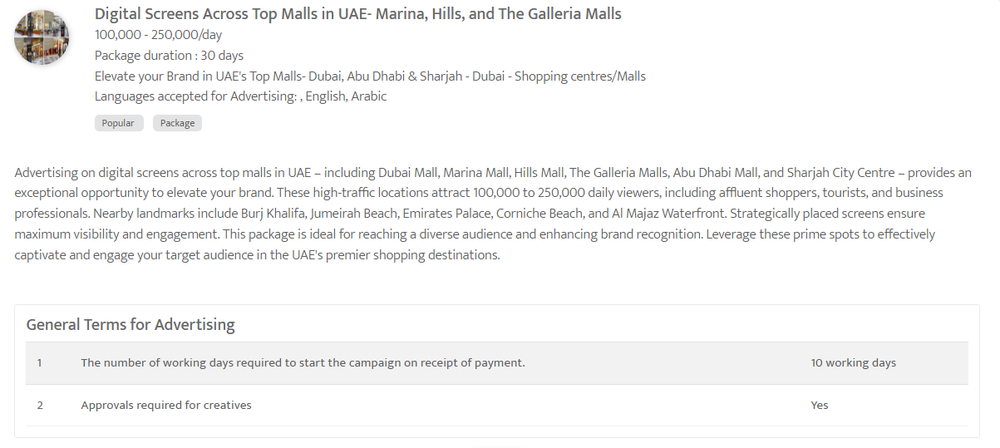 Digital Screens Across Top Malls in UAE- Marina, Hills, and The Galleria Malls
100,000 - 250,000/day
Package duration : 30 days
Elevate your Brand in UAE's Top Malls- Dubai, Abu Dhabi & Sharjah - Dubai - Shopping centres/Malls
Languages accepted for Advertising: , English, Arabic
Popular Package
Advertising on digital screens across top malls in UAE – including Dubai Mall, Marina Mall, Hills Mall, The Galleria Malls, Abu Dhabi Mall, and Sharjah City Centre – provides an
exceptional opportunity to elevate your brand. These high-traffic locations attract 100,000 to 250,000 daily viewers, including affluent shoppers, tourists, and business
professionals. Nearby landmarks include Burj Khalifa, Jumeirah Beach, Emirates Palace, Corniche Beach, and Al Majaz Waterfront. Strategically placed screens ensure
maximum visibility and engagement. This package is ideal for reaching a diverse audience and enhancing brand recognition. Leverage these prime spots to effectively
captivate and engage your target audience in the UAE's premier shopping destinations.
General Terms for Advertising
1 The number of working days required to start the campaign on receipt of payment. 10 working days
2 Approvals required for creatives Yes